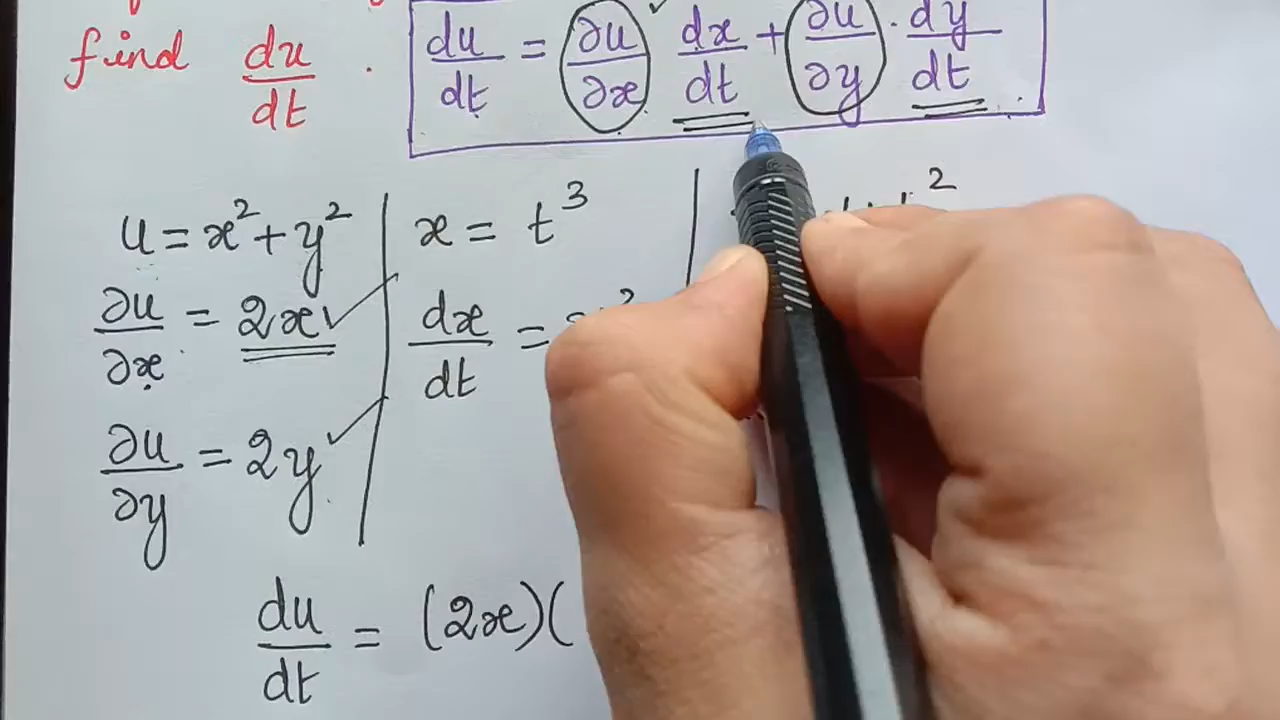 find du/dt .
du/dt = ∂u/∂x dx/dt + ∂u/∂y . dy/dt
u = x² + y²
x = t³
∂u/∂x = 2x
dx/dt =
∂u/∂y = 2y
du/dt = (2x)(